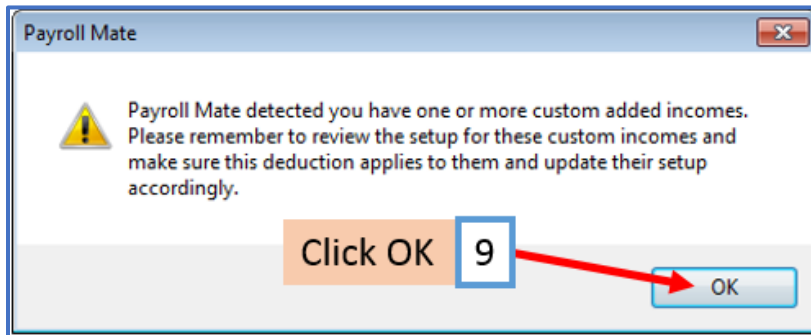 Payroll Mate
Payroll Mate detected you have one or more custom added incomes.
Please remember to review the setup for these custom incomes and
make sure this deduction applies to them and update their setup
accordingly.
Click OK 9
OK